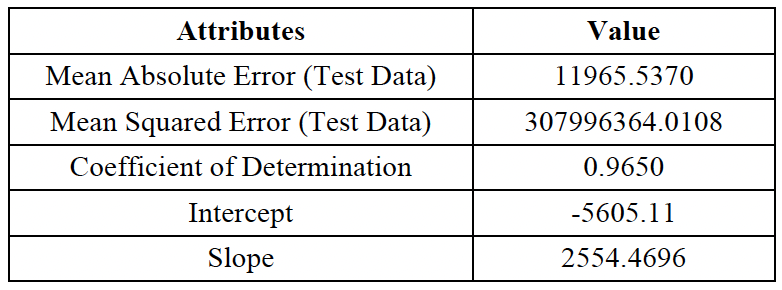 Attributes Value
Mean Absolute Error (Test Data) 11965.5370
Mean Squared Error (Test Data) 307996364.0108
Coefficient of Determination 0.9650
Intercept -5605.11
Slope 2554.4696